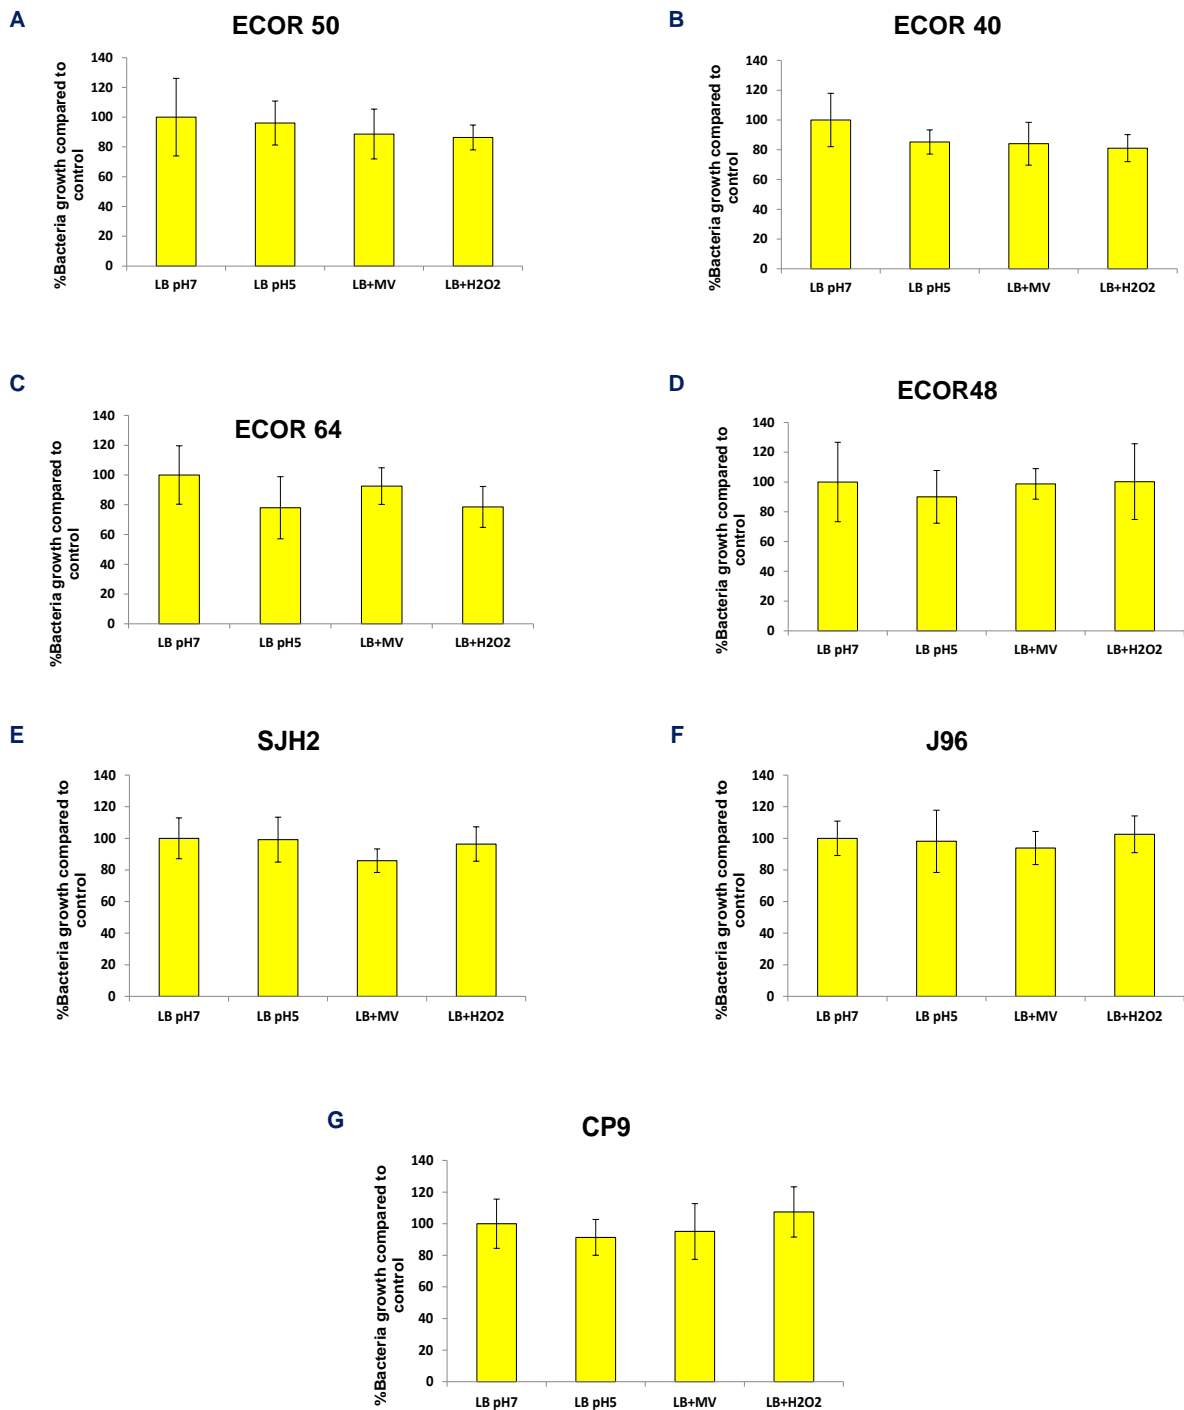 A
ECOR 50
%Bacteria growth compared to
control
140
120
100
80
60
40
20
0
LB pH7 LB pH5 LB+MV LB+H2O2
B
ECOR 40
%Bacteria growth compared to
control
140
120
100
80
60
40
20
0
LB pH7 LB pH5 LB+MV LB+H2O2
C
ECOR 64
%Bacteria growth compared to
control
140
120
100
80
60
40
20
0
LB pH7 LB pH5 LB+MV LB+H2O2
D
ECOR48
%Bacteria growth compared to
control
140
120
100
80
60
40
20
0
LB pH7 LB pH5 LB+MV LB+H2O2
E
SJH2
%Bacteria growth compared to
control
140
120
100
80
60
40
20
0
LB pH7 LB pH5 LB+MV LB+H2O2
F
J96
%Bacteria growth compared to
control
140
120
100
80
60
40
20
0
LB pH7 LB pH5 LB+MV LB+H2O2
G
CP9
%Bacteria growth compared to
control
140
120
100
80
60
40
20
0
LB pH7 LB pH5 LB+MV LB+H2O2